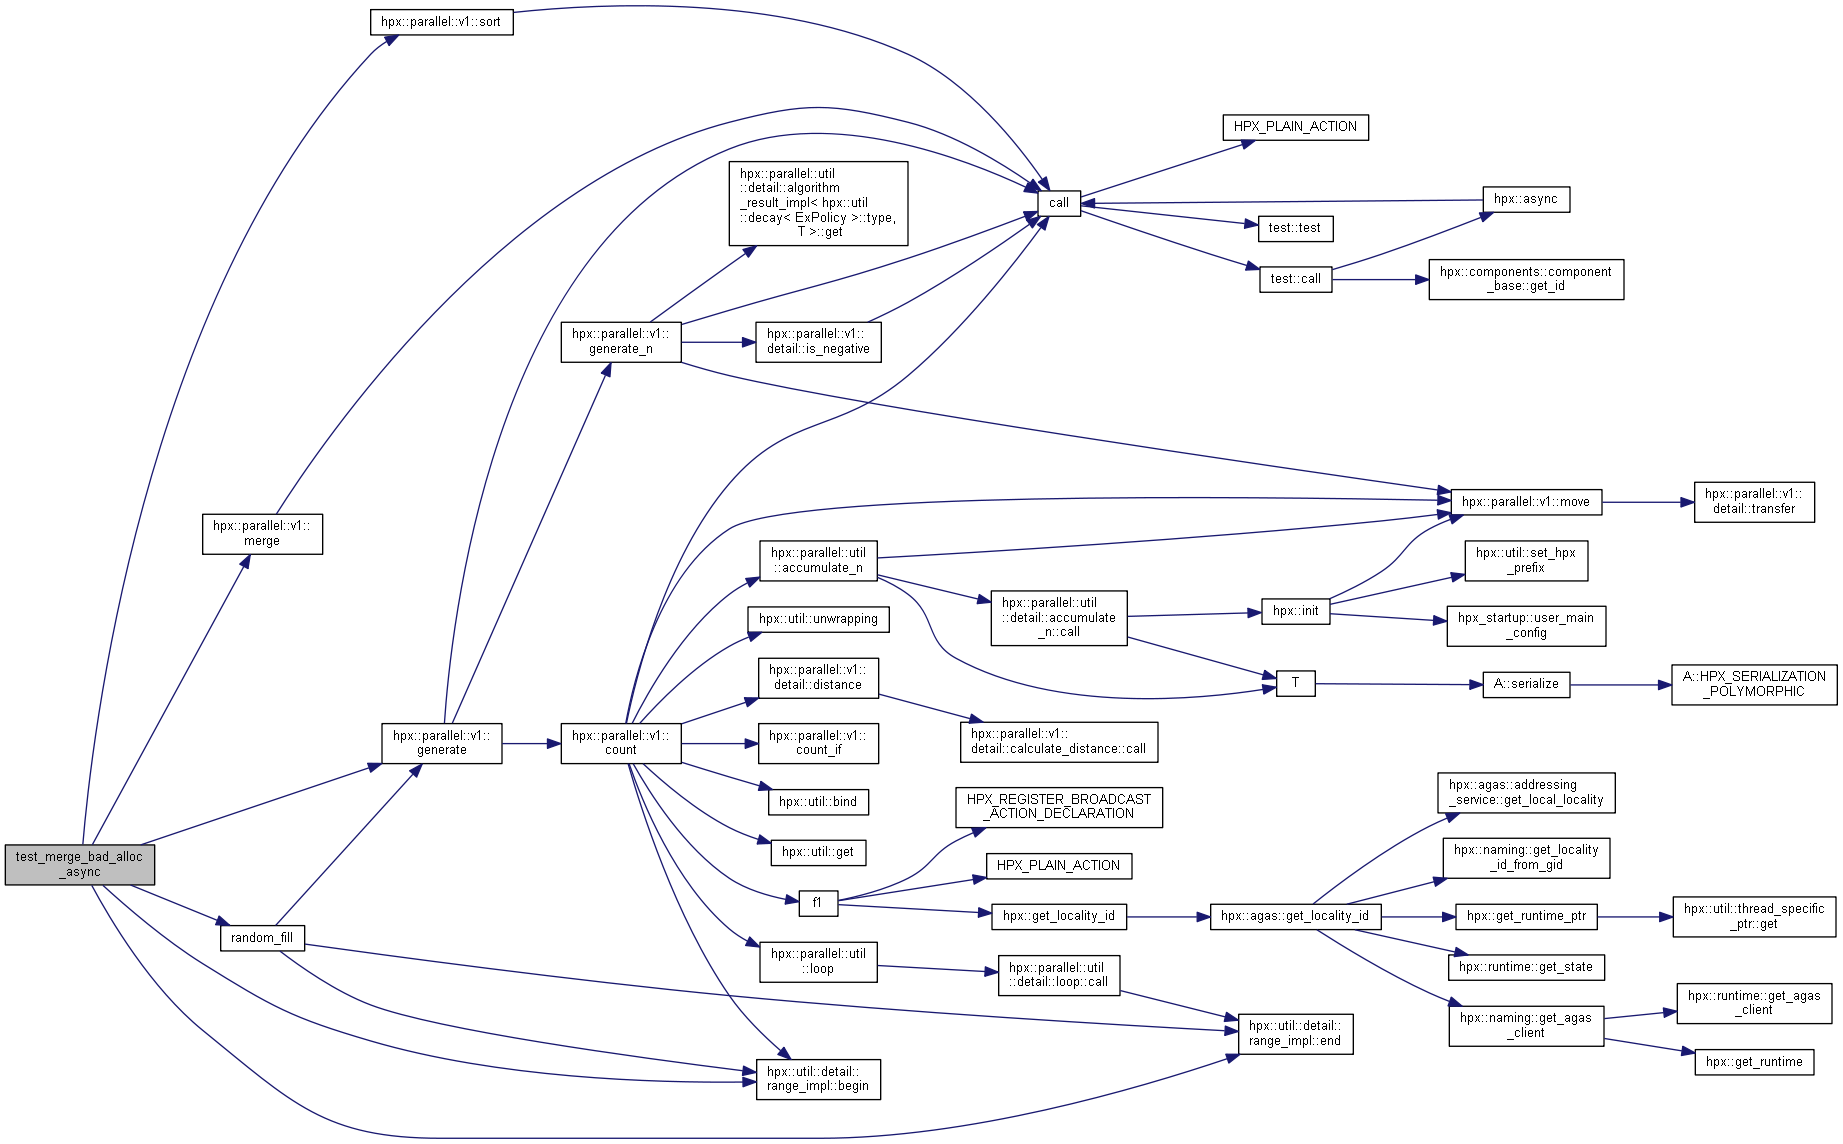 hpx::parallel::v1::sort
HPX_PLAIN_ACTION
hpx::parallel::util
::detail::algorithm
_result_impl< hpx::util
::decay< ExPolicy >::type,
T >::get
call
hpx::async
test::test
test::call
hpx::components::component
_base::get_id
hpx::parallel::v1::
generate_n
hpx::parallel::v1::
detail::is_negative
hpx::parallel::v1::
merge
hpx::parallel::v1::move
hpx::parallel::v1::
detail::transfer
hpx::parallel::util
::accumulate_n
hpx::util::set_hpx
_prefix
hpx::parallel::util
::detail::accumulate
_n::call
hpx::init
hpx::util::unwrapping
hpx_startup::user_main
_config
hpx::parallel::v1::
detail::distance
T
A::serialize
A::HPX_SERIALIZATION
_POLYMORPHIC
hpx::parallel::v1::
generate
hpx::parallel::v1::
count
hpx::parallel::v1::
count_if
hpx::parallel::v1::
detail::calculate_distance::call
hpx::util::bind
HPX_REGISTER_BROADCAST
_ACTION_DECLARATION
hpx::agas::addressing
_service::get_local_locality
test_merge_bad_alloc
_async
hpx::util::get
HPX_PLAIN_ACTION
hpx::naming::get_locality
_id_from_gid
f1
hpx::get_locality_id
hpx::agas::get_locality_id
hpx::get_runtime_ptr
hpx::util::thread_specific
_ptr::get
random_fill
hpx::parallel::util
::loop
hpx::parallel::util
::detail::loop::call
hpx::runtime::get_state
hpx::util::detail::
range_impl::end
hpx::naming::get_agas
_client
hpx::runtime::get_agas
_client
hpx::util::detail::
range_impl::begin
hpx::get_runtime